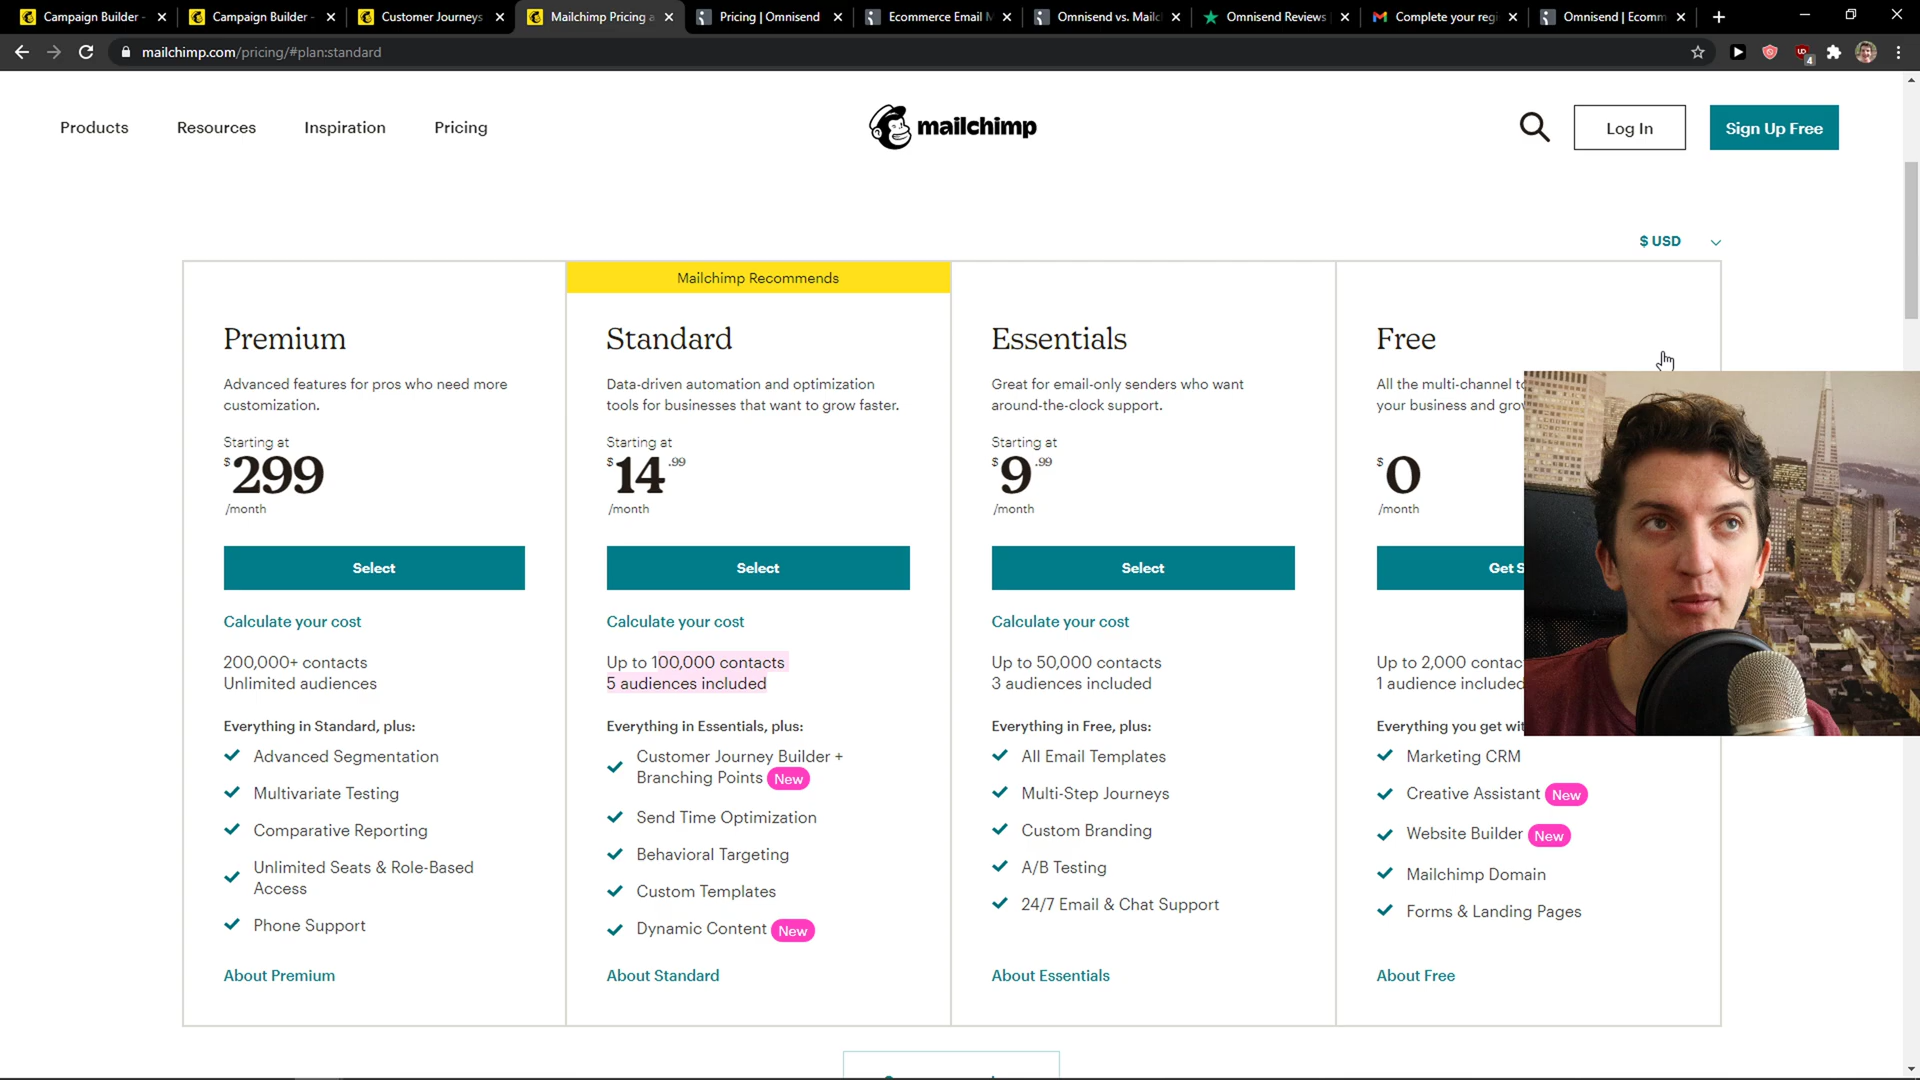 Campaign Builder -
Campaign Builder -
Customer Journeys
Mailchimp Pricing a
Pricing | Omnisend
Ecommerce Email M
Omnisend vs. Mailc
Omnisend Reviews
Complete your regi
Omnisend | Ecomm
mailchimp.com/pricing/#plan:standard
4
Products
Resources
Inspiration
Pricing
mailchimp
Log In
Sign Up Free
$ USD
Mailchimp Recommends
Premium
Advanced features for pros who need more
customization.
Starting at
$299
/month
Select
Calculate your cost
200,000+ contacts
Unlimited audiences
Everything in Standard, plus:
Advanced Segmentation
Multivariate Testing
Comparative Reporting
Unlimited Seats & Role-Based
Access
Phone Support
About Premium
Standard
Data-driven automation and optimization
tools for businesses that want to grow faster.
Starting at
$14.99
/month
Select
Calculate your cost
Up to 100,000 contacts
5 audiences included
Everything in Essentials, plus:
Customer Journey Builder +
Branching Points New
Send Time Optimization
Behavioral Targeting
Custom Templates
Dynamic Content New
About Standard
Essentials
Great for email-only senders who want
around-the-clock support.
Starting at
$9.99
/month
Select
Calculate your cost
Up to 50,000 contacts
3 audiences included
Everything in Free, plus:
All Email Templates
Multi-Step Journeys
Custom Branding
A/B Testing
24/7 Email & Chat Support
About Essentials
Free
All the multi-channel to
your business and grow
$0
/month
Get S
Up to 2,000 contac
1 audience included
Everything you get wit
Marketing CRM
Creative Assistant New
Website Builder New
Mailchimp Domain
Forms & Landing Pages
About Free